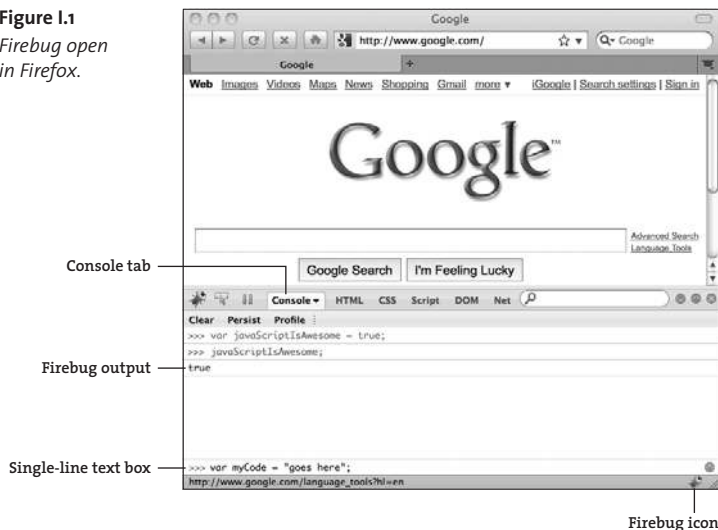 Figure I.1
Firebug open
in Firefox.
Google
http://www.google.com/
Google
Google
Web Images Videos Maps News Shopping Gmail more ▾ iGoogle | Search settings | Sign in
Google™
Advanced Search
Language Tools
Google Search I'm Feeling Lucky
Console tab
Console ▾ HTML CSS Script DOM Net
Clear Persist Profile
>>> var javaScriptIsAwesome = true;
>>> javaScriptIsAwesome;
Firebug output
true
Single-line text box
>>> var myCode = "goes here";
http://www.google.com/language_tools?hl=en
Firebug icon